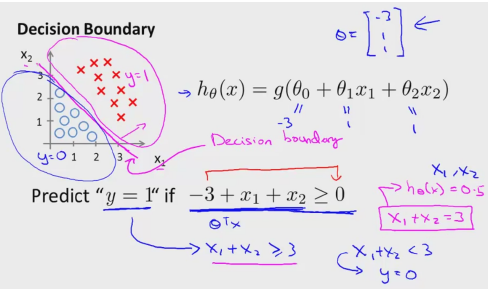 Decision Boundary
θ = [-3 1 1] ←
x₂
3
2
1
1 2 3 x₁
y=1
y=0
→ hθ(x) = g(θ₀ + θ₁x₁ + θ₂x₂)
-3 1 1
Decision boundary
x₁, x₂
→ hθ(x) = 0.5
x₁ + x₂ = 3
Predict "y = 1" if -3 + x₁ + x₂ ≥ 0
θᵀx
→ x₁ + x₂ ≥ 3
x₁ + x₂ < 3
→ y = 0